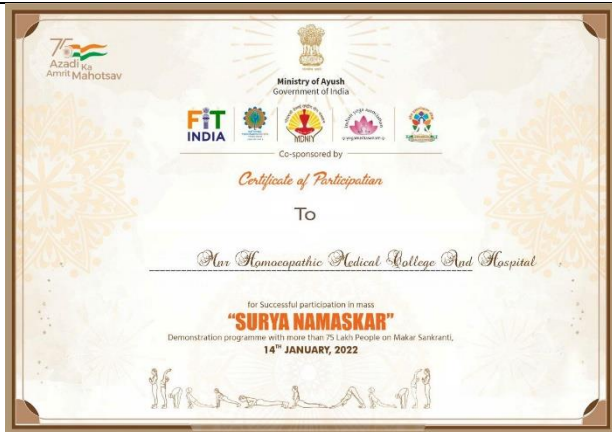 75
Azadi Ka
Amrit Mahotsav
Ministry of Ayush
Government of India
FIT
INDIA
MDNIY
Co-sponsored by
Certificate of Participation
To
Anr Homoeopathic Medical College And Hospital
for Successful participation in mass
"SURYA NAMASKAR"
Demonstration programme with more than 75 Lakh People on Makar Sankranti,
14TH JANUARY, 2022